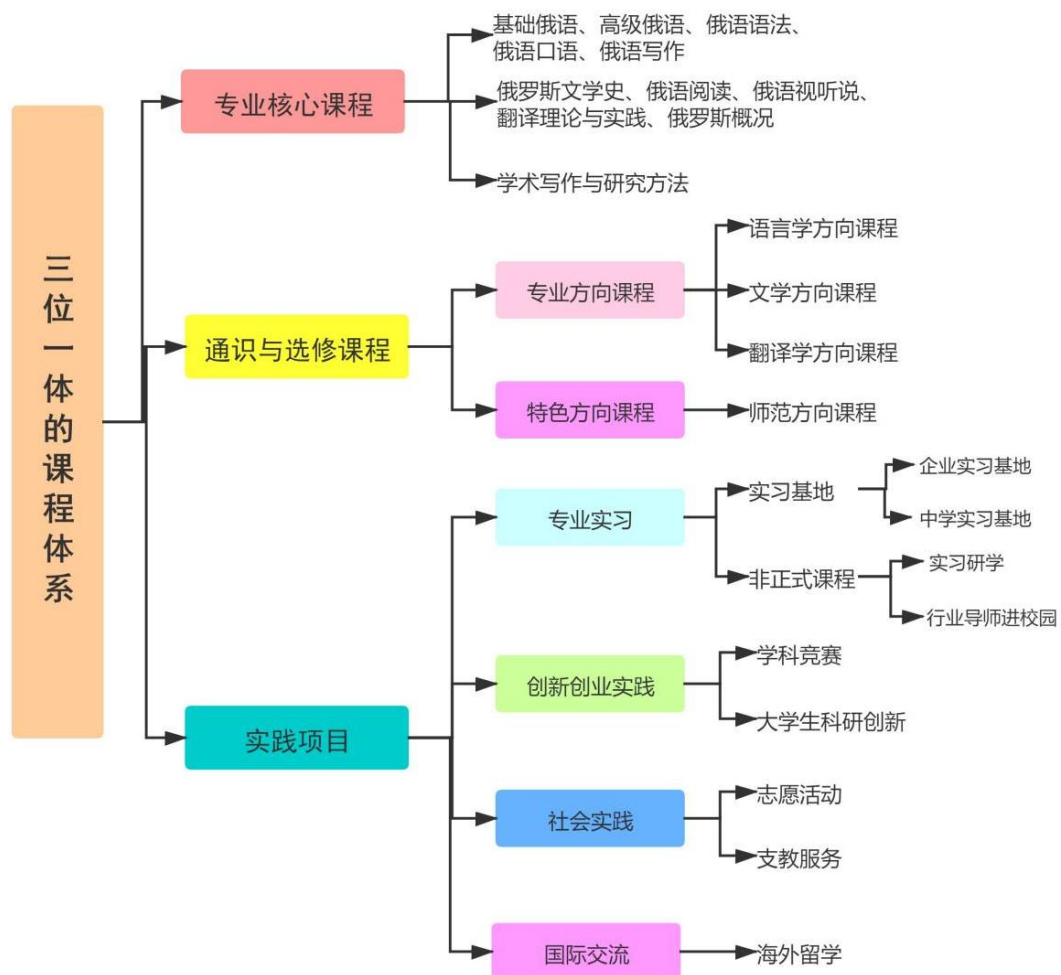 三位一体的课程体系
专业核心课程
基础俄语、高级俄语、俄语语法、
俄语口语、俄语写作
俄罗斯文学史、俄语阅读、俄语视听说、
翻译理论与实践、俄罗斯概况
学术写作与研究方法
通识与选修课程
专业方向课程
语言学方向课程
文学方向课程
翻译学方向课程
特色方向课程
师范方向课程
实践项目
专业实习
实习基地
企业实习基地
中学实习基地
非正式课程
实习研学
行业导师进校园
创新创业实践
学科竞赛
大学生科研创新
社会实践
志愿活动
支教服务
国际交流
海外留学